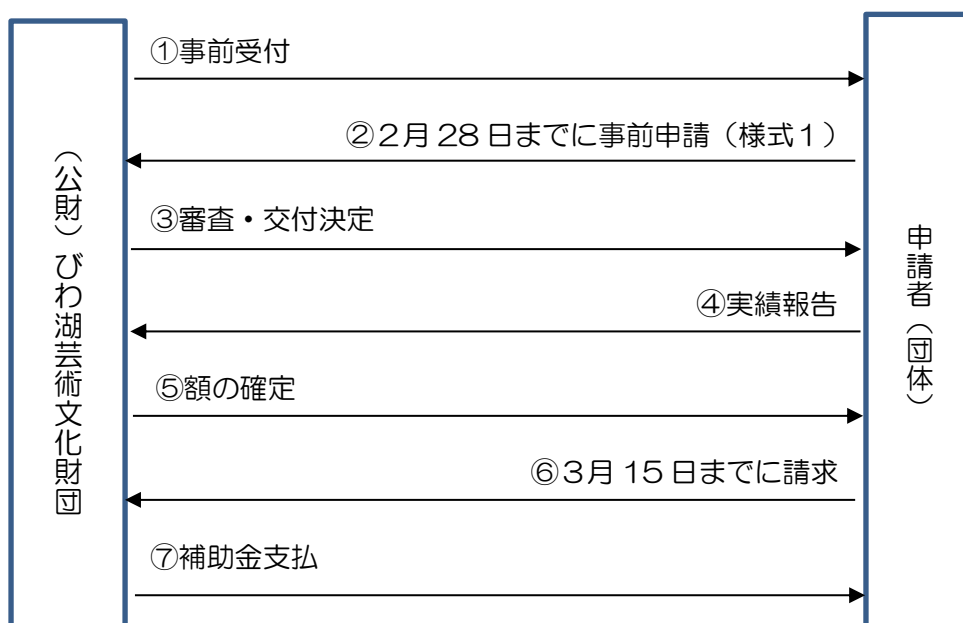 ①事前受付
②２月28日までに事前申請（様式１）
③審査・交付決定
④実績報告
⑤額の確定
⑥３月15日までに請求
⑦補助金支払
（公財）びわ湖芸術文化財団
申請者（団体）